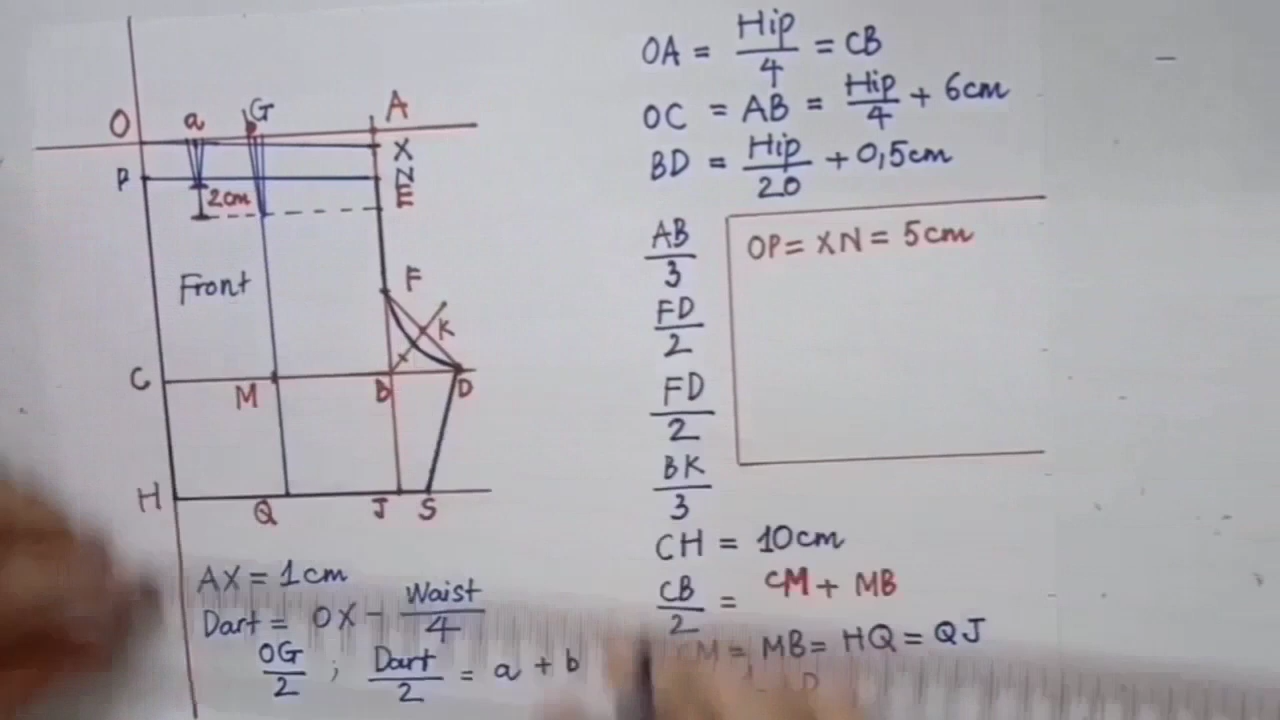 OA = Hip/4 = CB
OC = AB = Hip/4 + 6cm
BD = Hip/20 + 0,5cm
AB/3
FD/2
FD/2
BK/3
CH = 10cm
CB/2 = CM + MB
M = MB = HQ = QJ
OP = XN = 5cm
O a G A
X
P N
2cm E
Front F
K
C M B D
H Q J S
AX = 1cm
Dart = OX - Waist/4
OG/2 ; Dart/2 = a + b